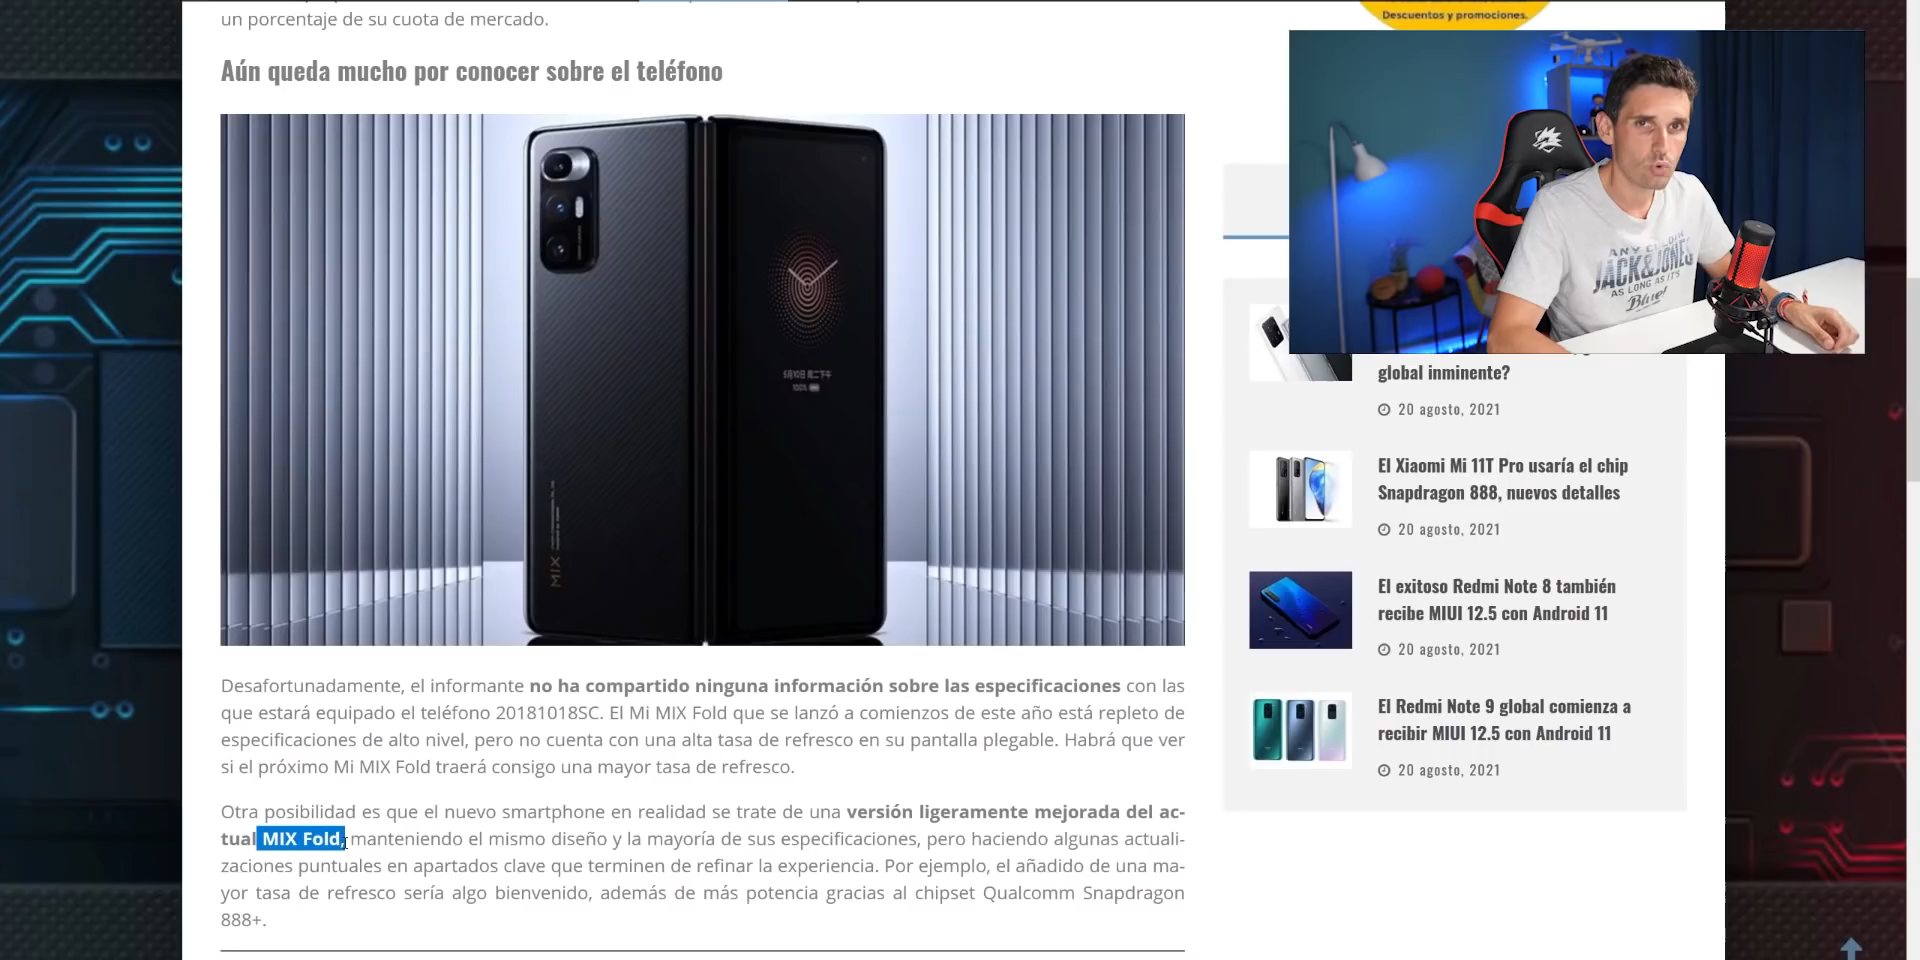 un porcentaje de su cuota de mercado.
Descuentos y promociones.
Aún queda mucho por conocer sobre el teléfono
MIX
JACK&JONES
AS LONG AS IT'S
Blue!
100%
global inminente?
20 agosto, 2021
El Xiaomi Mi 11T Pro usaría el chip
Snapdragon 888, nuevos detalles
20 agosto, 2021
El exitoso Redmi Note 8 también
recibe MIUI 12.5 con Android 11
20 agosto, 2021
El Redmi Note 9 global comienza a
recibir MIUI 12.5 con Android 11
20 agosto, 2021
Desafortunadamente, el informante no ha compartido ninguna información sobre las especificaciones con las
que estará equipado el teléfono 20181018SC. El Mi MIX Fold que se lanzó a comienzos de este año está repleto de
especificaciones de alto nivel, pero no cuenta con una alta tasa de refresco en su pantalla plegable. Habrá que ver
si el próximo Mi MIX Fold traerá consigo una mayor tasa de refresco.
Otra posibilidad es que el nuevo smartphone en realidad se trate de una versión ligeramente mejorada del ac-
tual MIX Fold, manteniendo el mismo diseño y la mayoría de sus especificaciones, pero haciendo algunas actuali-
zaciones puntuales en apartados clave que terminen de refinar la experiencia. Por ejemplo, el añadido de una ma-
yor tasa de refresco sería algo bienvenido, además de más potencia gracias al chipset Qualcomm Snapdragon
888+.